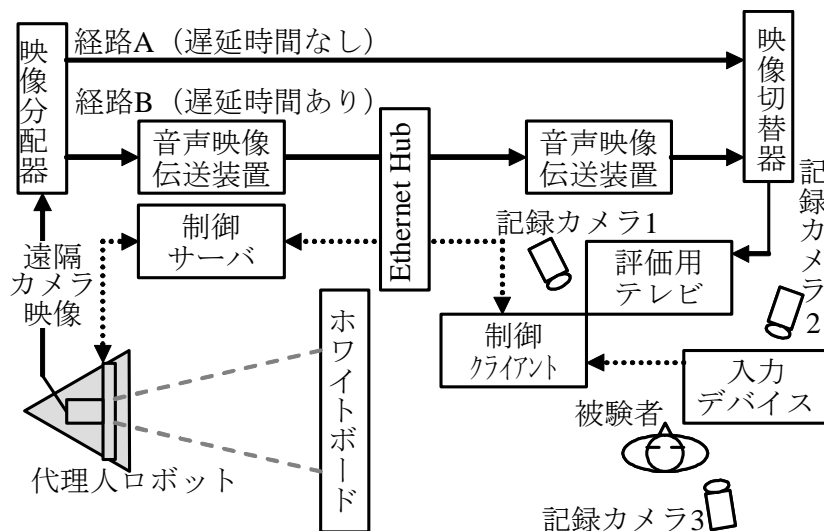 経路A（遅延時間なし）
映像分配器
経路B（遅延時間あり）
音声映像
伝送装置
Ethernet Hub
音声映像
伝送装置
映像切替器
遠隔
カメラ
映像
制御
サーバ
記録カメラ1
評価用
テレビ
記録カメラ2
制御
クライアント
ホワイトボード
入力
デバイス
被験者
代理人ロボット
記録カメラ3